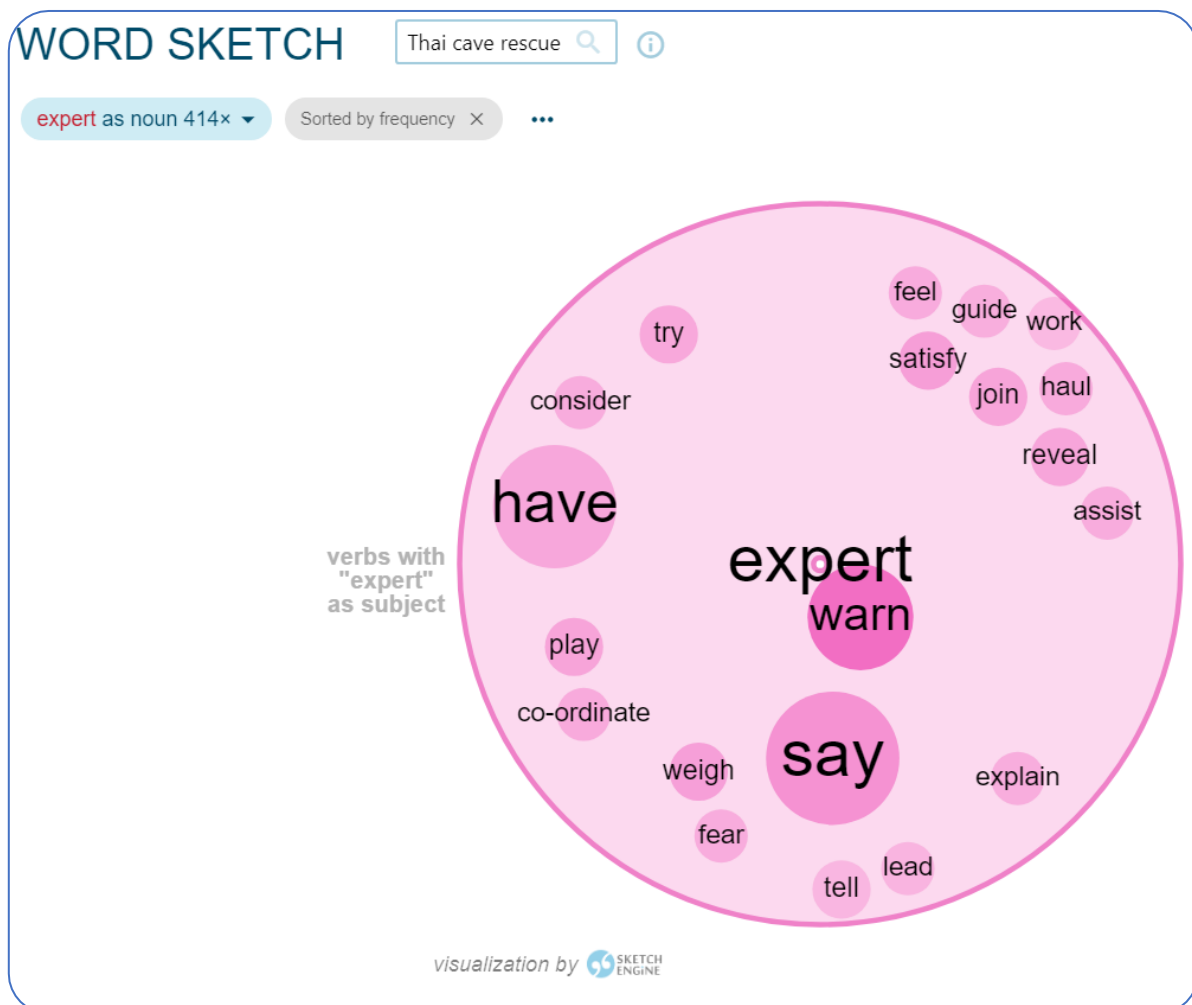 WORD SKETCH
Thai cave rescue
expert as noun 414×
Sorted by frequency
feel
guide
work
try
satisfy
join
haul
consider
reveal
have
assist
verbs with
"expert"
as subject
expert
warn
play
co-ordinate
say
weigh
explain
fear
lead
tell
visualization by SKETCH
ENGINE